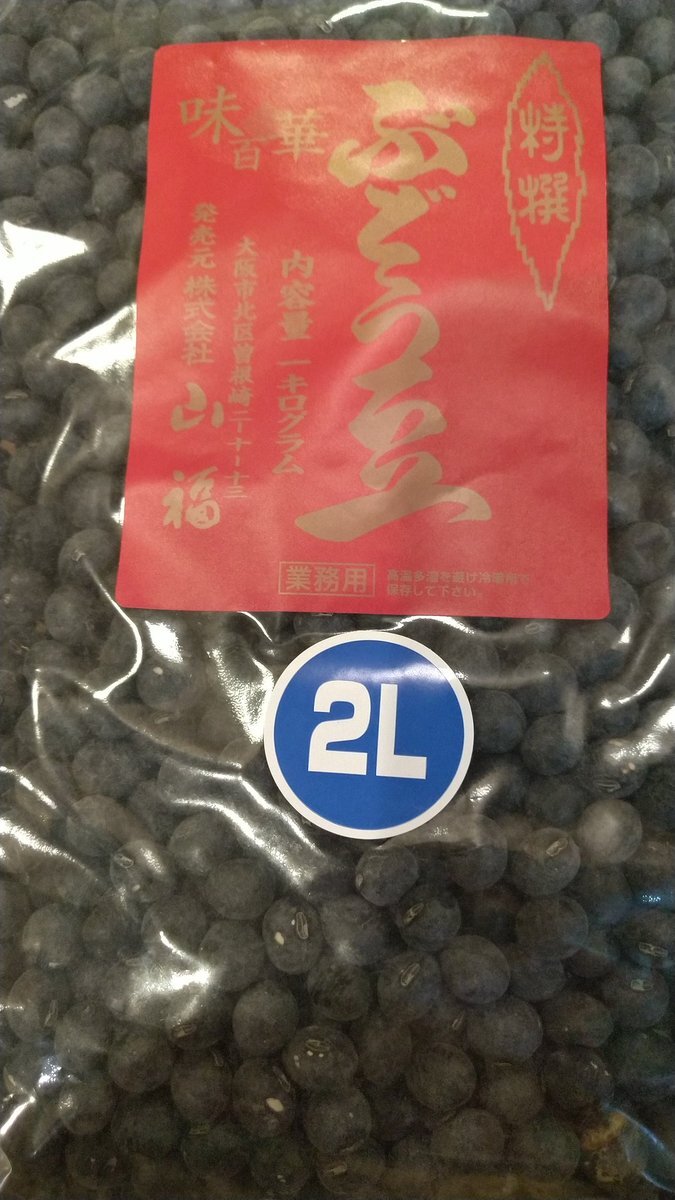 特撰
ぶどう豆
味百華
内容量 一キログラム
大阪市北区曽根崎二ー十ー十三
発売元 株式会社 山福
業務用
高温多湿を避け冷暗所で
保存して下さい。
2L